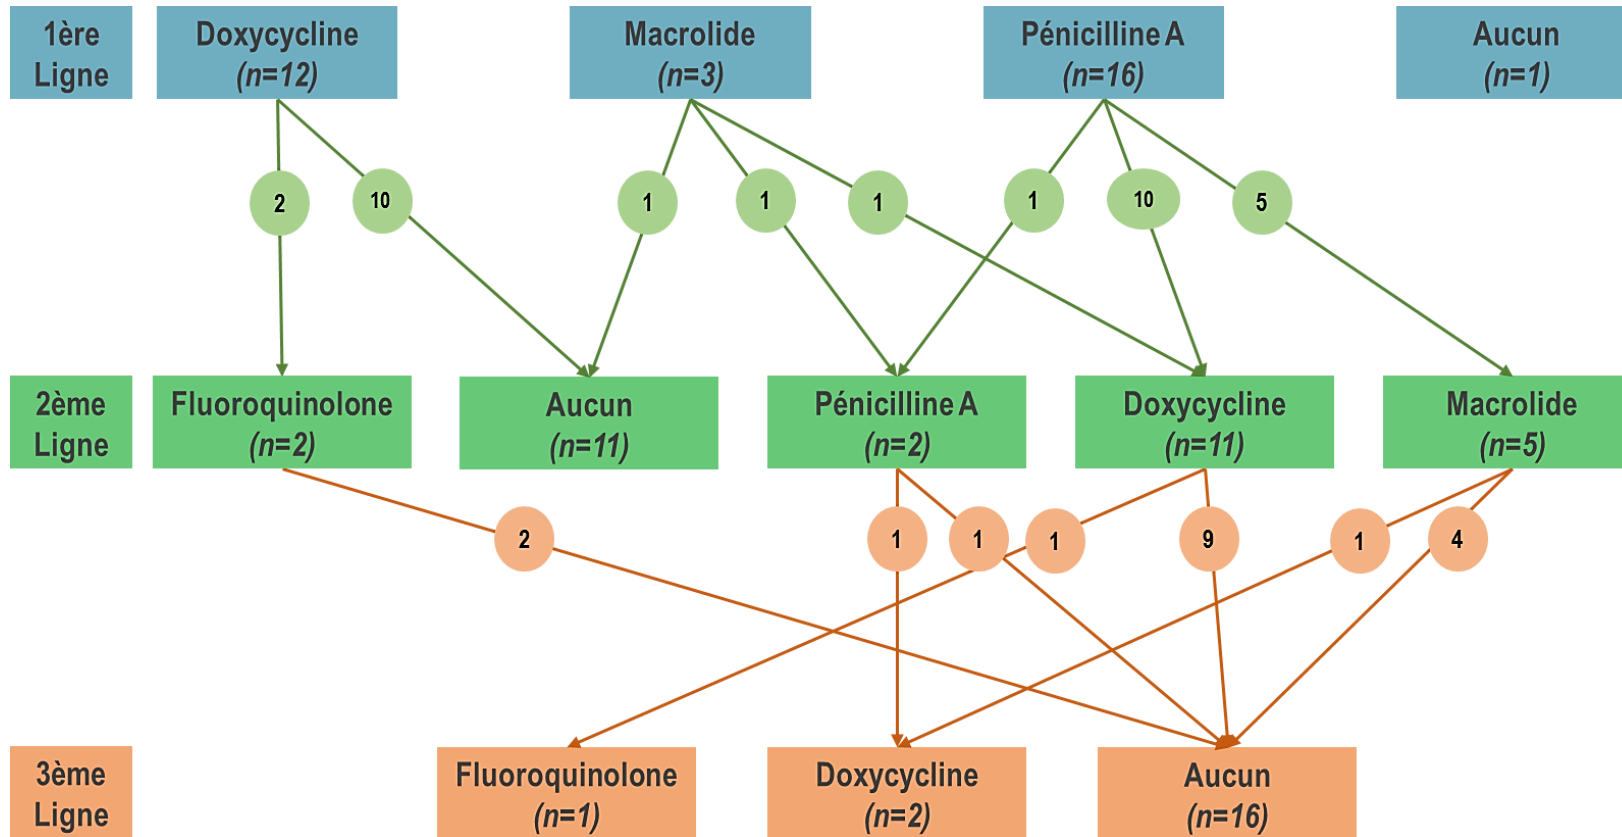 1ère
Ligne
Doxycycline
(n=12)
Macrolide
(n=3)
Pénicilline A
(n=16)
Aucun
(n=1)
2
10
1
1
1
1
10
5
2ème
Ligne
Fluoroquinolone
(n=2)
Aucun
(n=11)
Pénicilline A
(n=2)
Doxycycline
(n=11)
Macrolide
(n=5)
2
1
1
1
9
1
4
3ème
Ligne
Fluoroquinolone
(n=1)
Doxycycline
(n=2)
Aucun
(n=16)